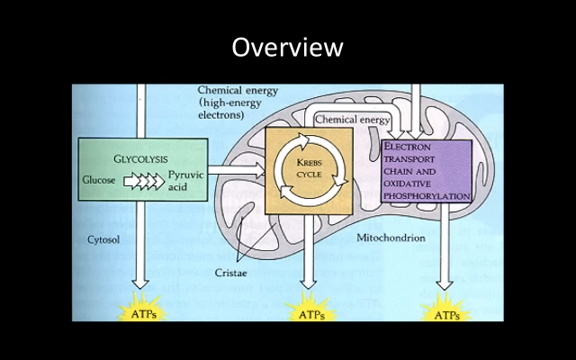 Overview
Chemical energy
(high-energy
electrons)
Chemical energy
GLYCOLYSIS
Glucose
Pyruvic
acid
KREBS
CYCLE
ELECTRON
TRANSPORT
CHAIN AND
OXIDATIVE
PHOSPHORYLATION
Cytosol
Mitochondrion
Cristae
ATPs
ATPs
ATPs